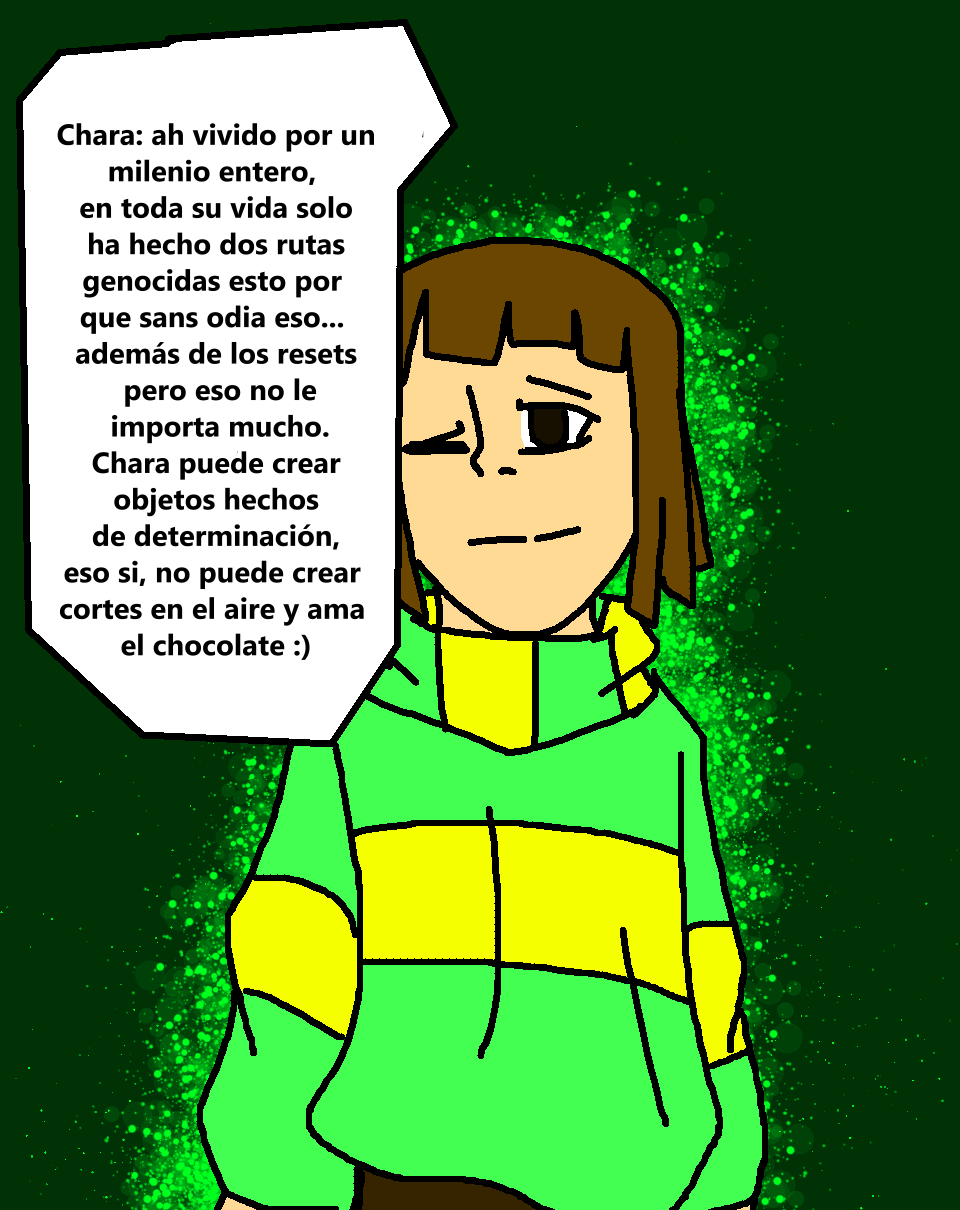 Chara: ah vivido por un
milenio entero,
en toda su vida solo
ha hecho dos rutas
genocidas esto por
que sans odia eso...
además de los resets
pero eso no le
importa mucho.
Chara puede crear
objetos hechos
de determinación,
eso si, no puede crear
cortes en el aire y ama
el chocolate :)